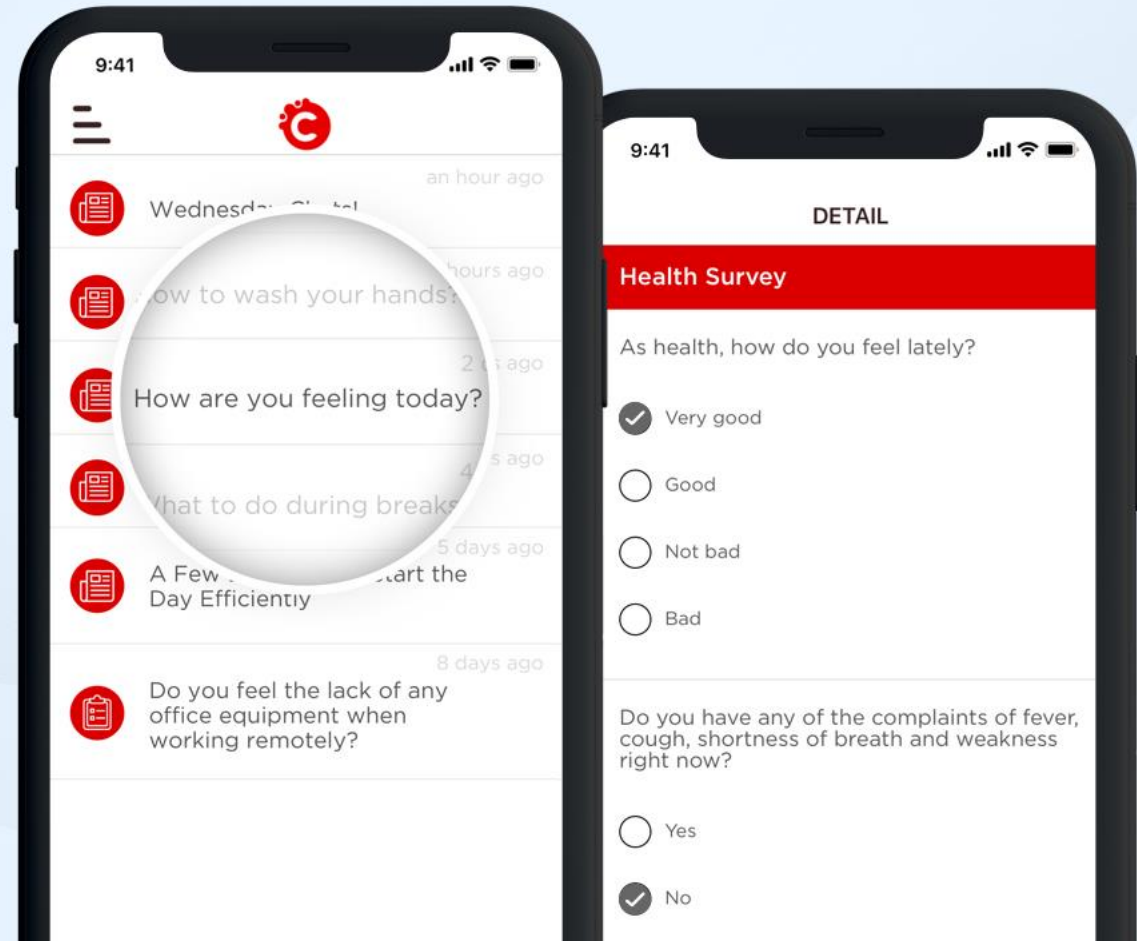 9:41
C
an hour ago
Wednesday
hours ago
ow to wash your hands?
2 ago
How are you feeling today?
4 s ago
hat to do during breaks
5 days ago
A Few start the
Day Efficiently
8 days ago
Do you feel the lack of any
office equipment when
working remotely?
9:41
DETAIL
Health Survey
As health, how do you feel lately?
Very good
Good
Not bad
Bad
Do you have any of the complaints of fever,
cough, shortness of breath and weakness
right now?
Yes
No